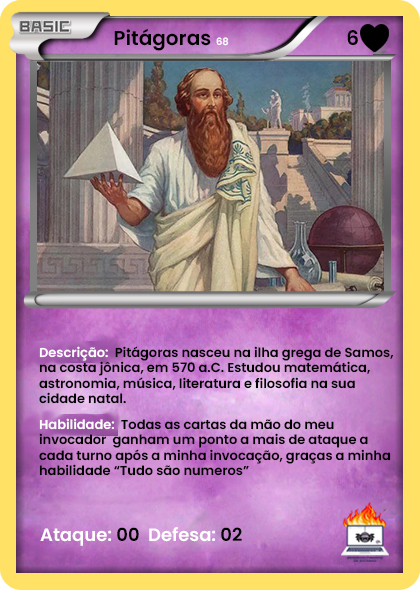 BASIC
Pitágoras 68
6
Descrição: Pitágoras nasceu na ilha grega de Samos,
na costa jônica, em 570 a.C. Estudou matemática,
astronomia, música, literatura e filosofia na sua
cidade natal.
Habilidade: Todas as cartas da mão do meu
invocador ganham um ponto a mais de ataque a
cada turno após a minha invocação, graças a minha
habilidade “Tudo são numeros”
Ataque: 00 Defesa: 02